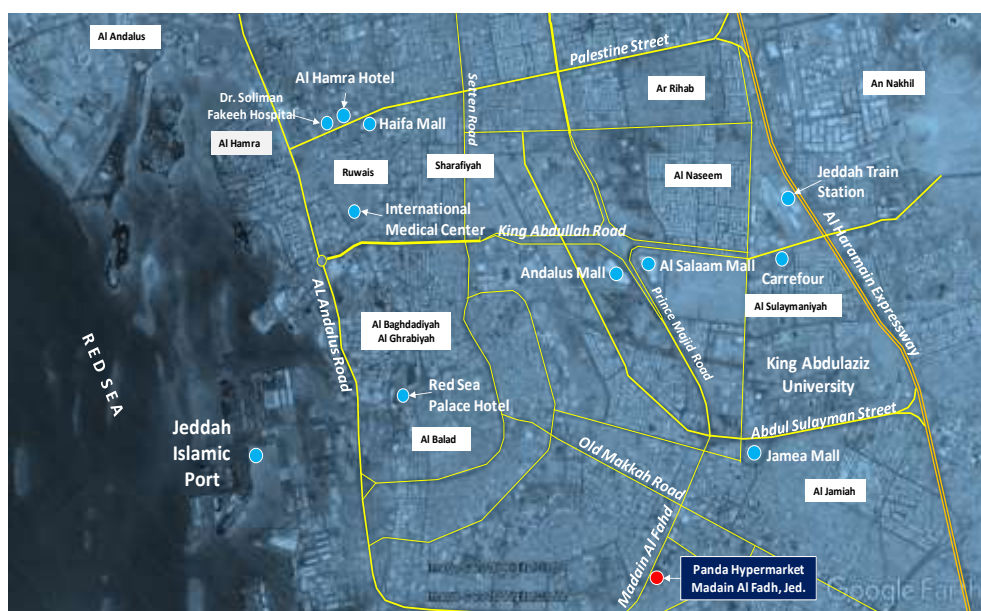 Al Andalus
Palestine Street
Al Hamra Hotel
Setten Road
Ar Rihab
An Nakhil
Dr. Soliman
Fakeeh Hospital
Haifa Mall
Al Hamra
Ruwais
Sharafiyah
Al Naseem
Jeddah Train
Station
International
Medical Center
King Abdullah Road
Al Haramain Expressway
Andalus Mall
Al Salaam Mall
Carrefour
AL Andalus Road
Prince Majid Road
Al Sulaymaniyah
Al Baghdadiyah
Al Ghrabiyah
RED SEA
King Abdulaziz
University
Red Sea
Palace Hotel
Abdul Sulayman Street
Jeddah
Islamic
Port
Al Balad
Old Makkah Road
Jamea Mall
Al Jamiah
Madain Al Fahd
Panda Hypermarket
Madain Al Fadh, Jed.
Google Earth